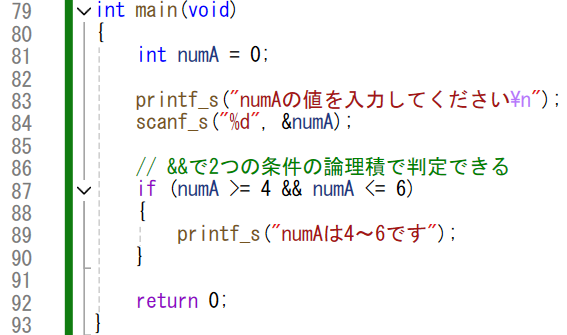 79 int main(void)
80 {
81 int numA = 0;
82
83 printf_s("numAの値を入力してください¥n");
84 scanf_s("%d", &numA);
85
86 // &&で2つの条件の論理積で判定できる
87 if (numA >= 4 && numA <= 6)
88 {
89 printf_s("numAは4～6です");
90 }
91
92 return 0;
93 }